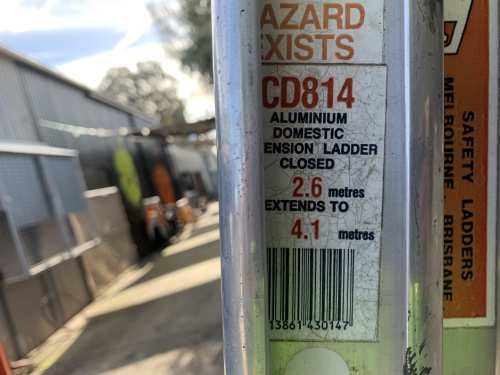 AZARD
EXISTS
CD814
ALUMINIUM
DOMESTIC
ENSION LADDER
CLOSED
2.6 metres
EXTENDS TO
4.1 metres
13861 430147
SAFETY LADDERS
MELBOURNE BRISBANE